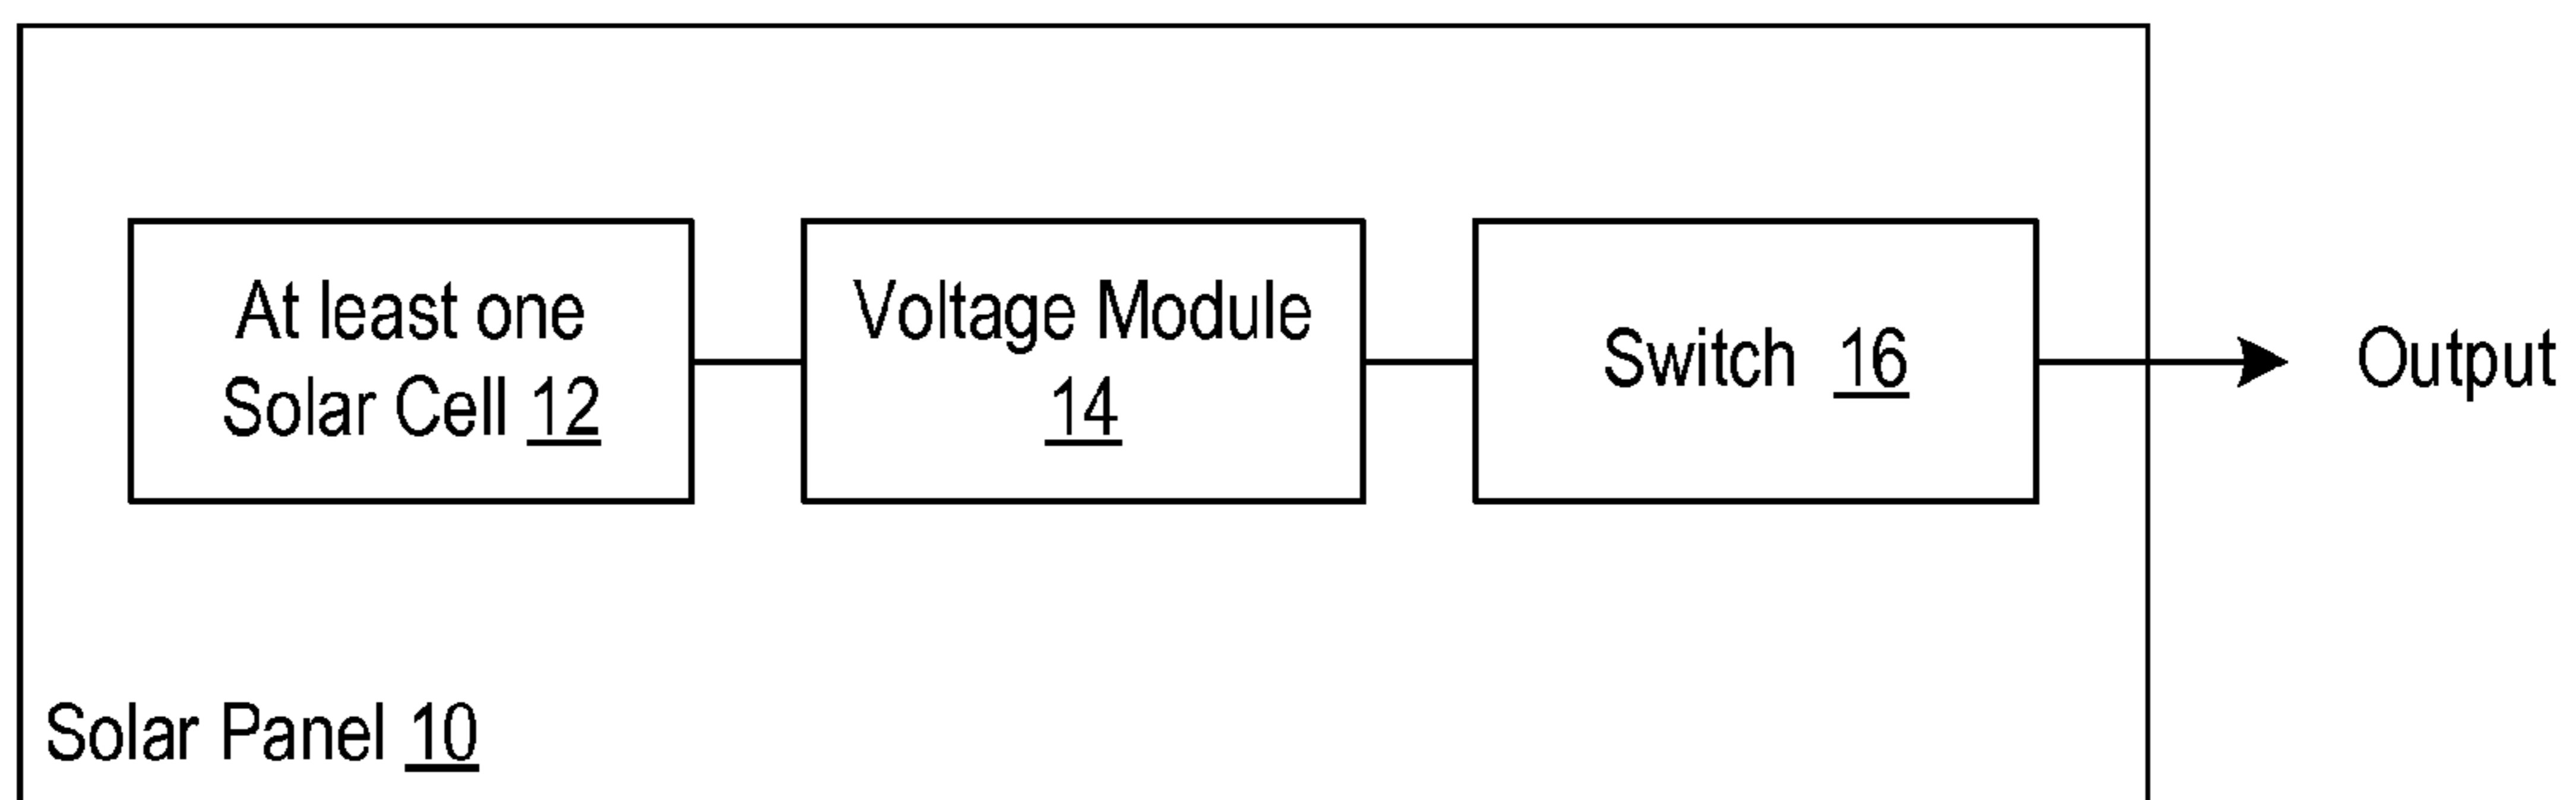 At least one
Solar Cell 12
Voltage Module
14
Switch 16
Output
Solar Panel 10